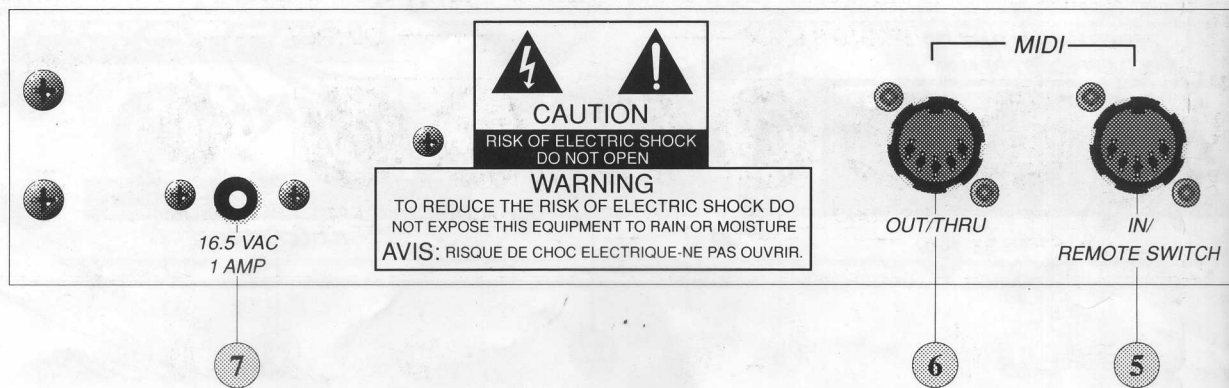 MIDI
CAUTION
RISK OF ELECTRIC SHOCK
DO NOT OPEN
WARNING
TO REDUCE THE RISK OF ELECTRIC SHOCK DO
NOT EXPOSE THIS EQUIPMENT TO RAIN OR MOISTURE
AVIS: RISQUE DE CHOC ELECTRIQUE-NE PAS OUVRIR.
16.5 VAC
1 AMP
OUT/THRU
IN/
REMOTE SWITCH
7
6
5